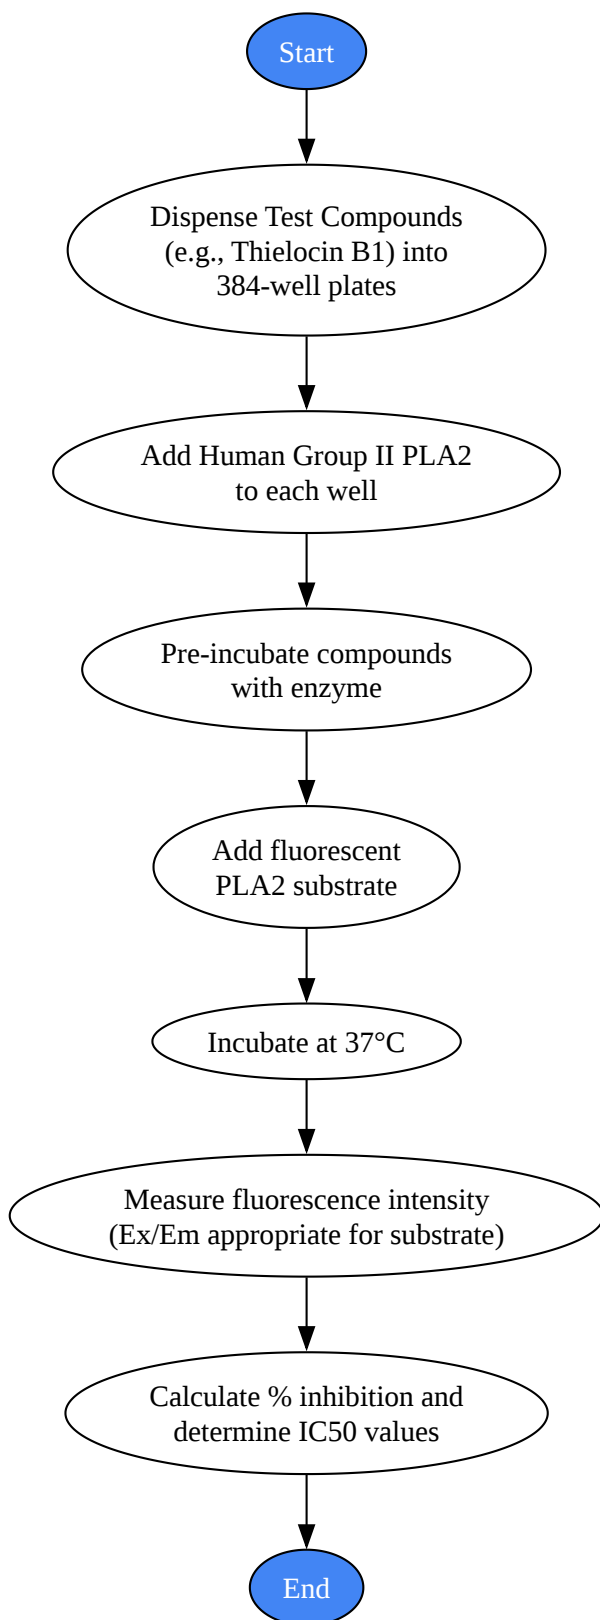 Start
Dispense Test Compounds
(e.g., Thielocin B1) into
384-well plates
Add Human Group II PLA2
to each well
Pre-incubate compounds
with enzyme
Add fluorescent
PLA2 substrate
Incubate at 37°C
Measure fluorescence intensity
(Ex/Em appropriate for substrate)
Calculate % inhibition and
determine IC50 values
End